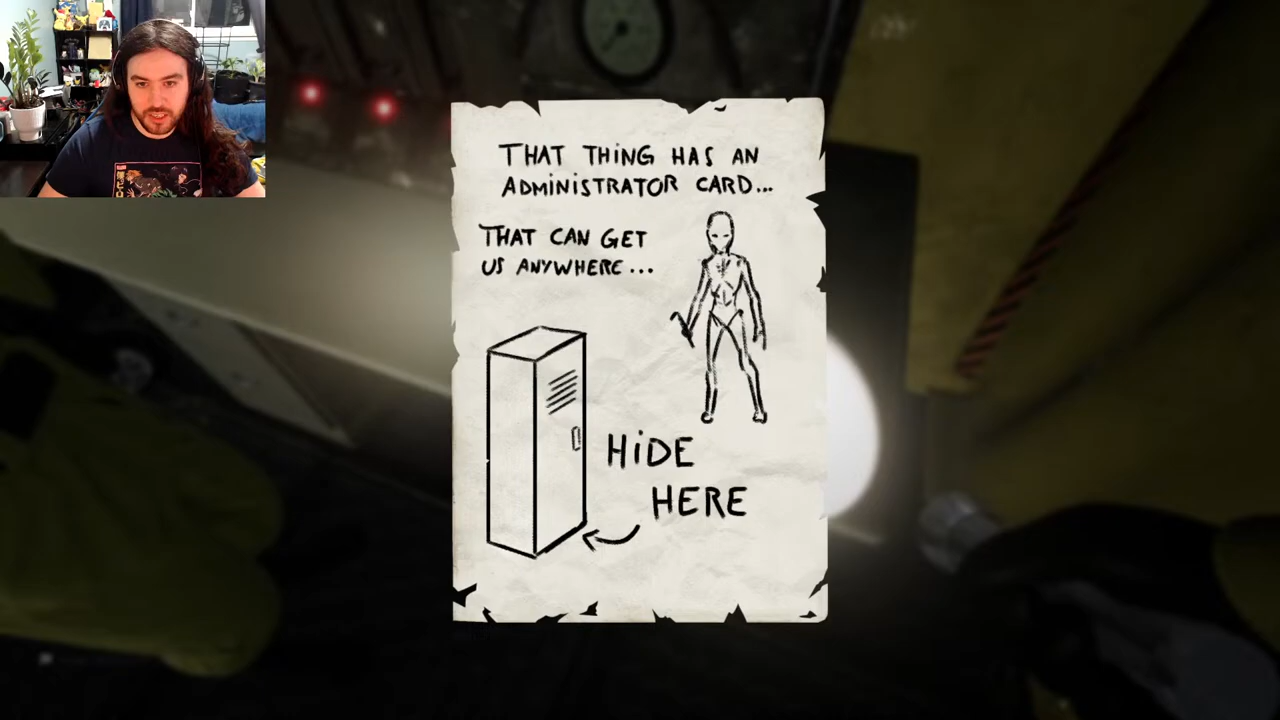 THAT THING HAS AN
ADMINISTRATOR CARD...
THAT CAN GET
US ANYWHERE...
HIDE
HERE